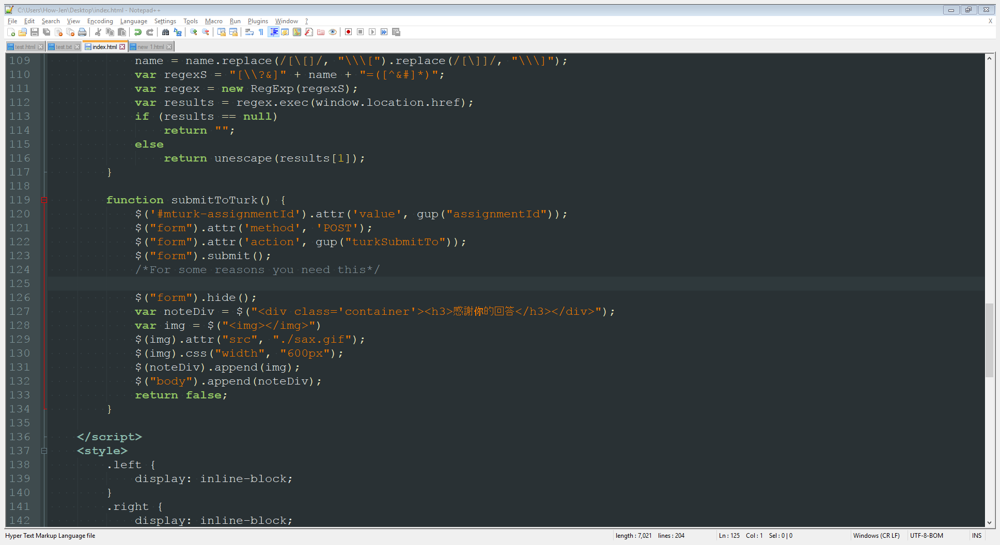 C:\Users\How-Jen\Desktop\index.html - Notepad++
File Edit Search View Encoding Language Settings Tools Macro Run Plugins Window ? X
test.html test.txt index.html new 1.html
109 name = name.replace(/[\[]/, "\\\[").replace(/[\]]/, "\\\]");
110 var regexS = "[\\?&]" + name + "=([^&#]*)";
111 var regex = new RegExp(regexS);
112 var results = regex.exec(window.location.href);
113 if (results == null)
114 return "";
115 else
116 return unescape(results[1]);
117 }
118
119 function submitToTurk() {
120 $('#mturk-assignmentId').attr('value', gup("assignmentId"));
121 $("form").attr('method', 'POST');
122 $("form").attr('action', gup("turkSubmitTo"));
123 $("form").submit();
124 /*For some reasons you need this*/
125
126 $("form").hide();
127 var noteDiv = $("<div class='container'><h3>感謝你的回答</h3></div>");
128 var img = $("<img></img>")
129 $(img).attr("src", "./sax.gif");
130 $(img).css("width", "600px");
131 $(noteDiv).append(img);
132 $("body").append(noteDiv);
133 return false;
134 }
135
136 </script>
137 <style>
138 .left {
139 display: inline-block;
140 }
141 .right {
142 display: inline-block;
Hyper Text Markup Language file length : 7,021 lines : 204 Ln : 125 Col : 1 Sel : 0 | 0 Windows (CR LF) UTF-8-BOM INS